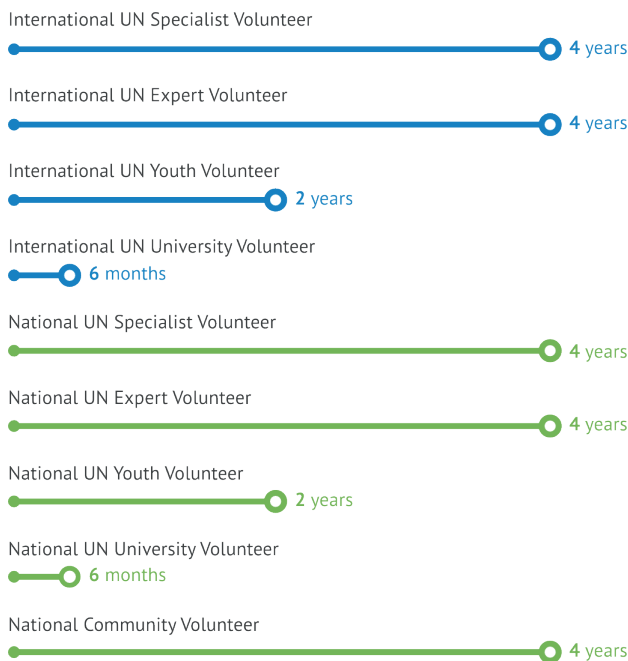 International UN Specialist Volunteer
4 years
International UN Expert Volunteer
4 years
International UN Youth Volunteer
2 years
International UN University Volunteer
6 months
National UN Specialist Volunteer
4 years
National UN Expert Volunteer
4 years
National UN Youth Volunteer
2 years
National UN University Volunteer
6 months
National Community Volunteer
4 years